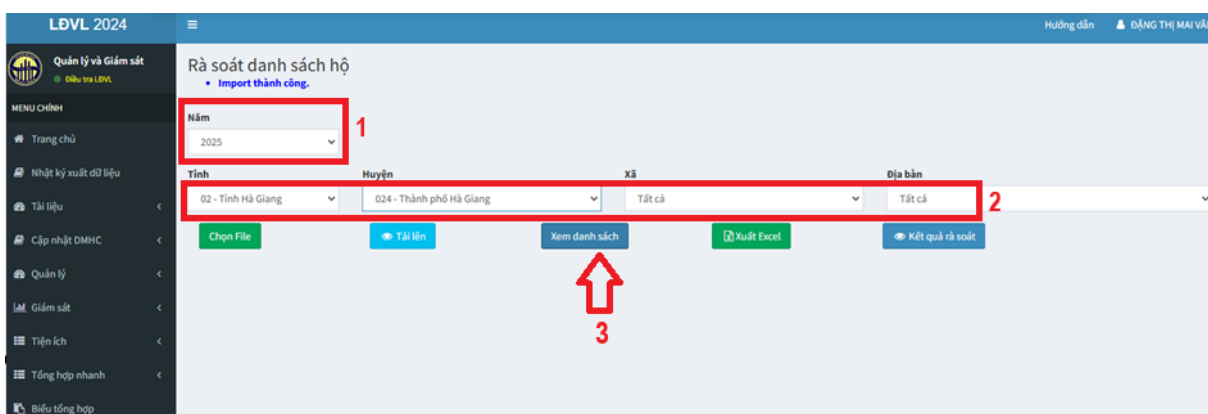 LĐVL 2024
Hướng dẫn
ĐẶNG THỊ MAI VÂ
Quản lý và Giám sát
Điều tra LĐVL
MENU CHÍNH
Trang chủ
Nhật ký xuất dữ liệu
Tài liệu
Cập nhật DMHC
Quản lý
Giám sát
Tiện ích
Tổng hợp nhanh
Biểu tổng hợp
Rà soát danh sách hộ
Import thành công.
Năm
2025
1
Tỉnh
Huyện
Xã
Địa bàn
02 - Tỉnh Hà Giang
024 - Thành phố Hà Giang
Tất cả
Tất cả
2
Chọn File
Tải lên
Xem danh sách
Xuất Excel
Kết quả rà soát
3